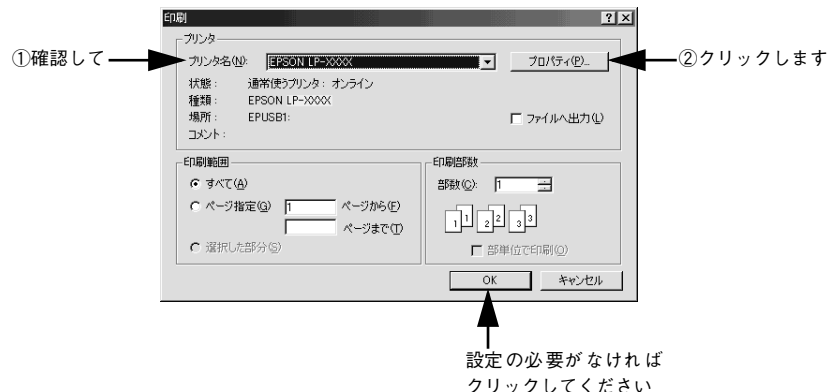 印刷
プリンタ
①確認して
プリンタ名(N):
EPSON LP-XXXX
プロパティ(P)...
②クリックします
状態:
通常使うプリンタ: オンライン
種類:
EPSON LP-XXXX
場所:
EPUSB1:
ファイルへ出力(L)
コメント:
印刷範囲
すべて(A)
ページ指定(G)
1
ページから(F)
ページまで(T)
選択した部分(S)
印刷部数
部数(C):
1
1 1 2 2 3 3
部単位で印刷(O)
OK
キャンセル
設定の必要がなければ
クリックしてください